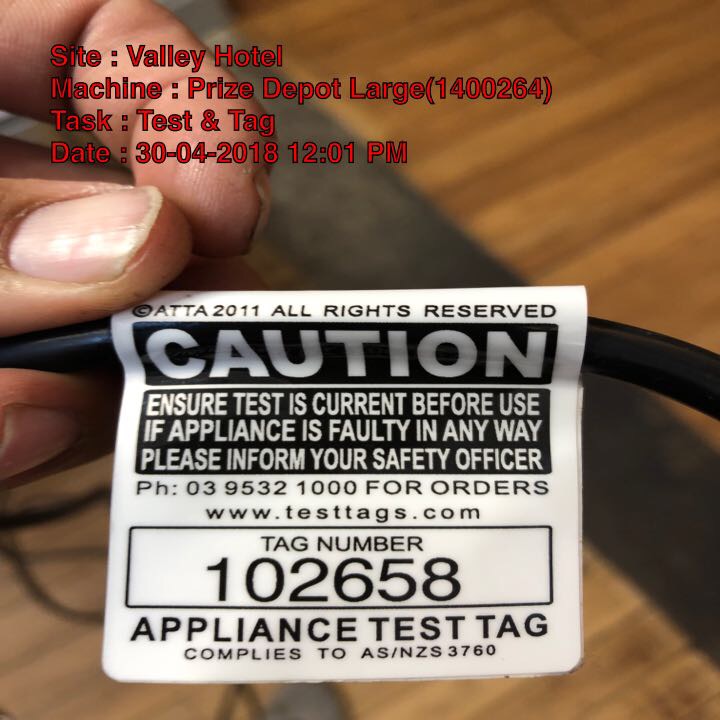 Site : Valley Hotel
Machine : Prize Depot Large(1400264)
Task : Test & Tag
Date : 30-04-2018 12:01 PM
©ATTA 2011 ALL RIGHTS RESERVED
CAUTION
ENSURE TEST IS CURRENT BEFORE USE
IF APPLIANCE IS FAULTY IN ANY WAY
PLEASE INFORM YOUR SAFETY OFFICER
Ph: 03 9532 1000 FOR ORDERS
www.testtags.com
TAG NUMBER
102658
APPLIANCE TEST TAG
COMPLIES TO AS/NZS 3760